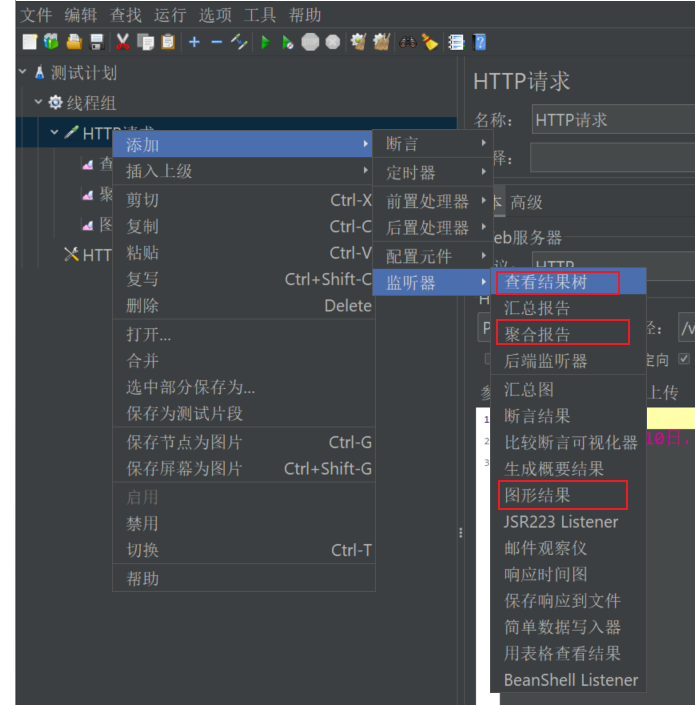 文件 编辑 查找 运行 选项 工具 帮助
测试计划
线程组
HTTP请求
查
聚
图
HTT
添加
插入上级
剪切 Ctrl-X
复制 Ctrl-C
粘贴 Ctrl-V
复写 Ctrl+Shift-C
删除 Delete
打开...
合并
选中部分保存为...
保存为测试片段
保存节点为图片 Ctrl-G
保存屏幕为图片 Ctrl+Shift-G
启用
禁用
切换 Ctrl-T
帮助
断言
定时器
前置处理器
后置处理器
配置元件
监听器
查看结果树
汇总报告
聚合报告
后端监听器
汇总图
断言结果
比较断言可视化器
生成概要结果
图形结果
JSR223 Listener
邮件观察仪
响应时间图
保存响应到文件
简单数据写入器
用表格查看结果
BeanShell Listener
HTTP请求
名称： HTTP请求
释：
本 高级
eb服务器
议： HTTP
H
P 径： /v
定向
参 上传
1
2 10日，
3